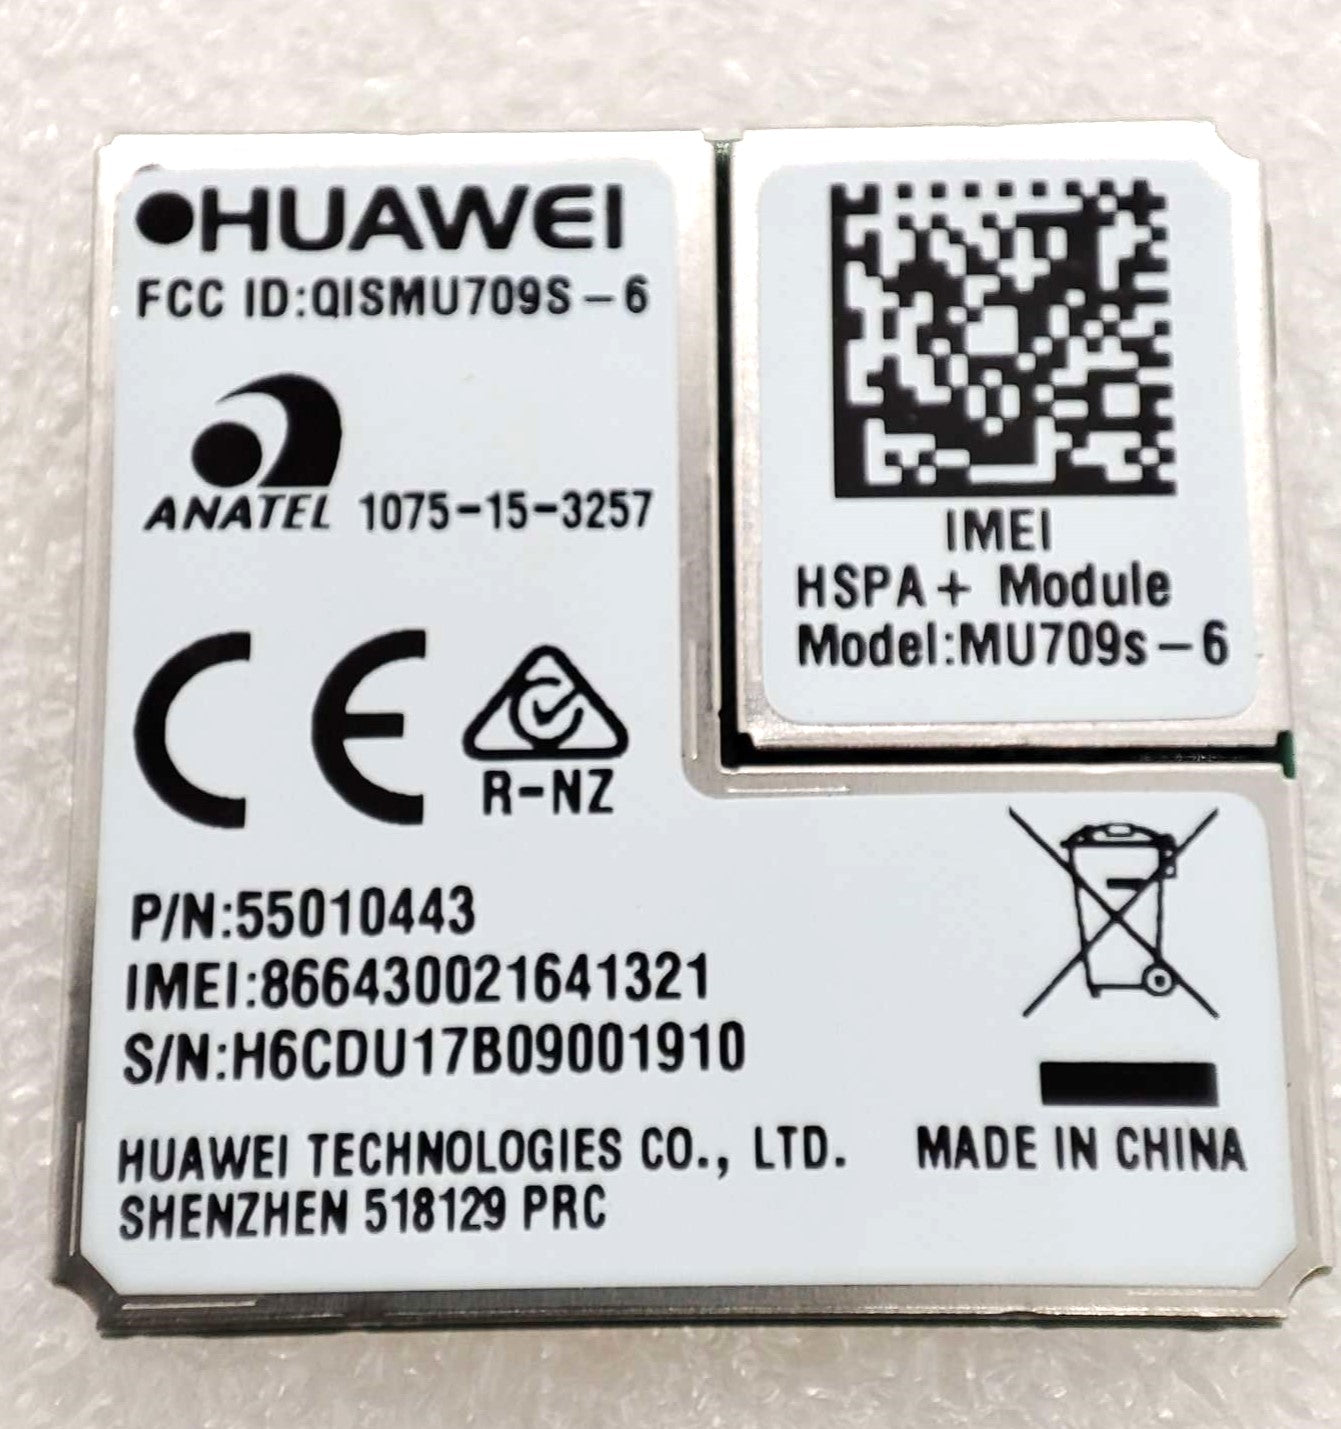 HUAWEI
FCC ID:QISMU709S-6
ANATEL 1075-15-3257
CE
R-NZ
IMEI
HSPA+ Module
Model:MU709s-6
P/N:55010443
IMEI:866430021641321
S/N:H6CDU17B09001910
HUAWEI TECHNOLOGIES CO., LTD.
SHENZHEN 518129 PRC
MADE IN CHINA